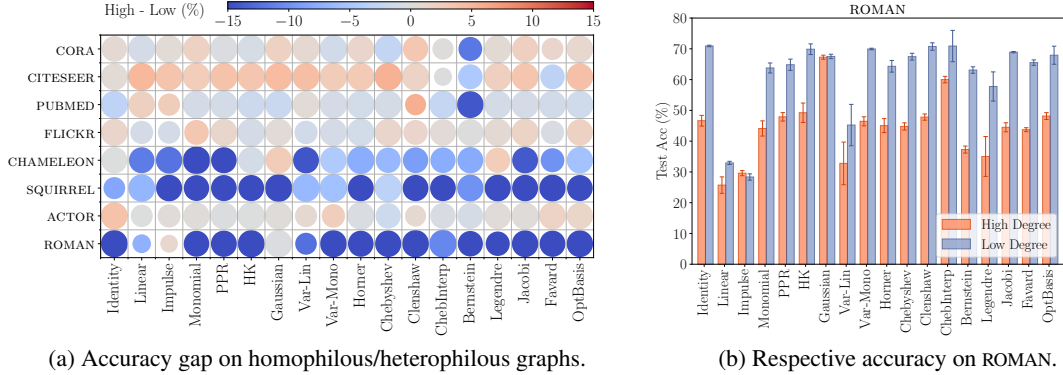 High - Low (%)
−15 −10 −5 0 5 10 15
CORA
CITESEER
PUBMED
FLICKR
CHAMELEON
SQUIRREL
ACTOR
ROMAN
Identity
Linear
Impulse
Monomial
PPR
HK
Gaussian
Var-Lin
Var-Mono
Horner
Chebyshev
Clenshaw
ChebInterp
Bernstein
Legendre
Jacobi
Favard
OptBasis
(a) Accuracy gap on homophilous/heterophilous graphs.
ROMAN
Test Acc (%)
80
70
60
50
40
30
20
10
0
High Degree
Low Degree
Identity
Linear
Impulse
Monomial
PPR
HK
Gaussian
Var-Lin
Var-Mono
Horner
Chebyshev
Clenshaw
ChebInterp
Bernstein
Legendre
Jacobi
Favard
OptBasis
(b) Respective accuracy on ROMAN.